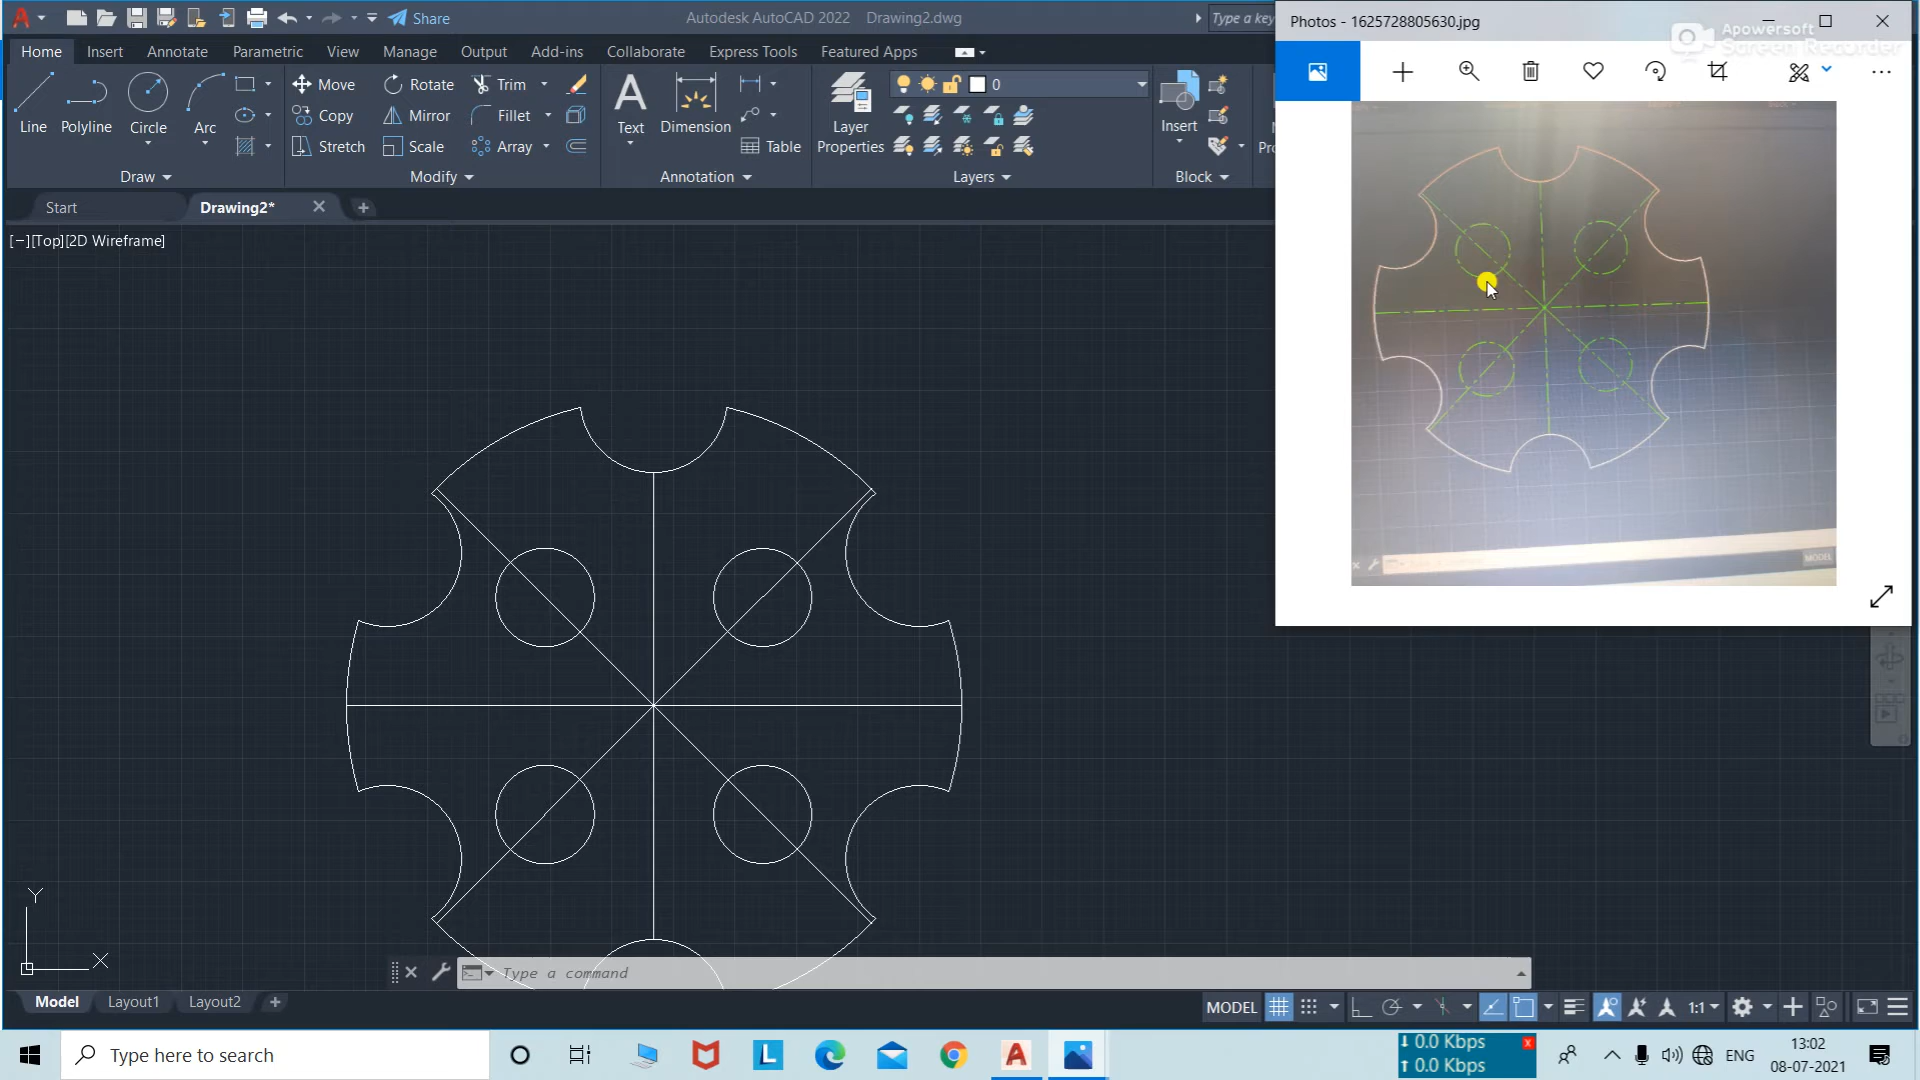 Share
Autodesk AutoCAD 2022 Drawing2.dwg
Type a key
Photos - 1625728805630.jpg
Apowersoft
Screen Recorder
Home Insert Annotate Parametric View Manage Output Add-ins Collaborate Express Tools Featured Apps
Line Polyline Circle Arc
Move Rotate Trim
Copy Mirror Fillet
Stretch Scale Array
Text Dimension
Table
Layer
Properties
0
Insert
Draw Modify Annotation Layers Block
Start Drawing2*
[−][Top][2D Wireframe]
MODEL
Y
X
Type a command
Model Layout1 Layout2
MODEL 1:1
Type here to search
0.0 Kbps
0.0 Kbps
ENG
13:02
08-07-2021